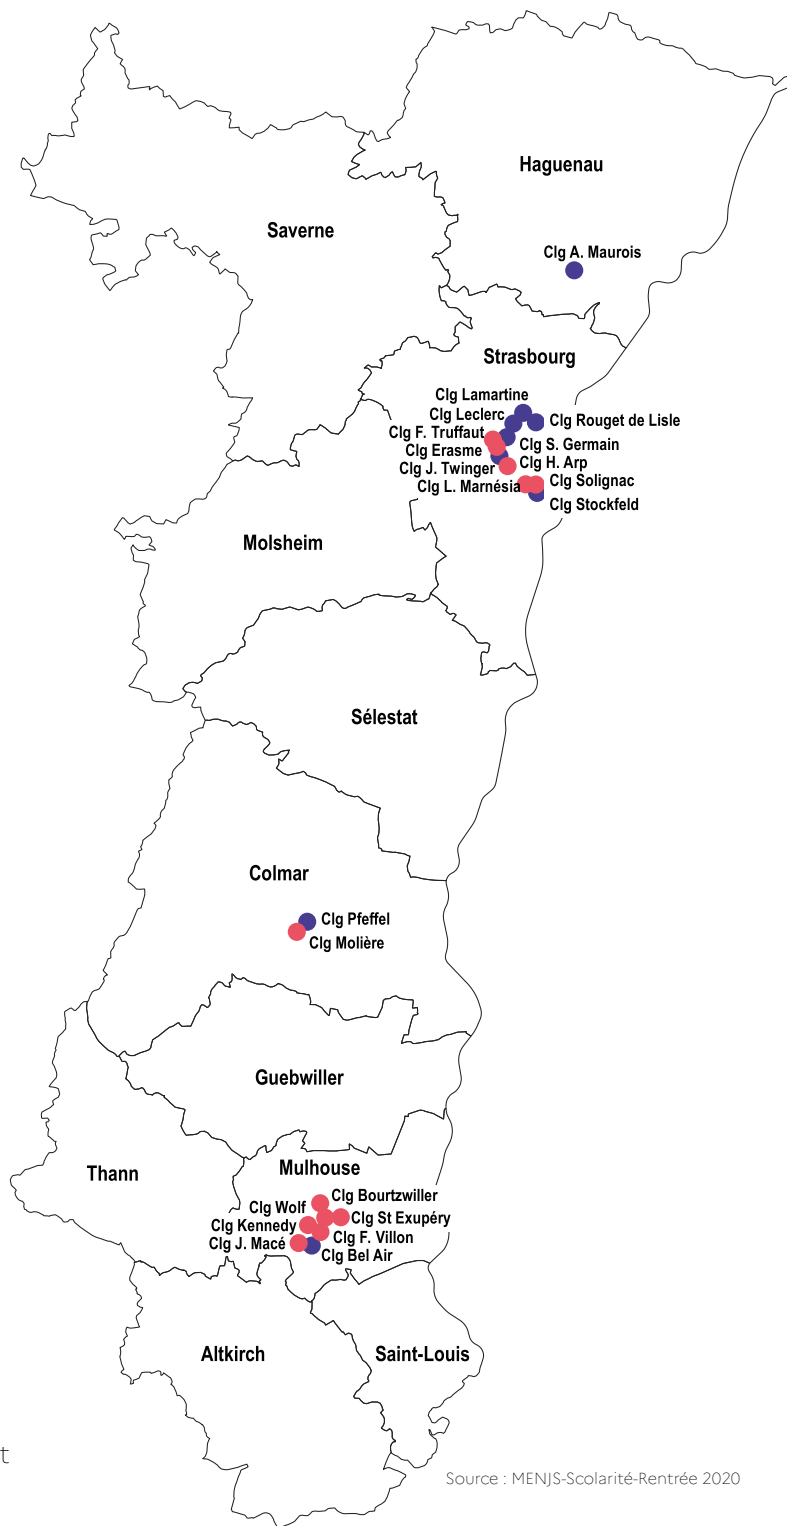 Haguenau
Saverne
Clg A. Maurois
Strasbourg
Clg Lamartine
Clg Leclerc
Clg Rouget de Lisle
Clg F. Truffaut
Clg S. Germain
Clg Erasme
Clg H. Arp
Clg J. Twinger
Clg Solignac
Clg L. Marnésia
Clg Stockfeld
Molsheim
Sélestat
Colmar
Clg Pfeffel
Clg Molière
Guebwiller
Thann
Mulhouse
Clg Bourtzwiller
Clg Wolf
Clg St Exupéry
Clg Kennedy
Clg F. Villon
Clg J. Macé
Clg Bel Air
Altkirch
Saint-Louis
t
Source : MENJS-Scolarité-Rentrée 2020